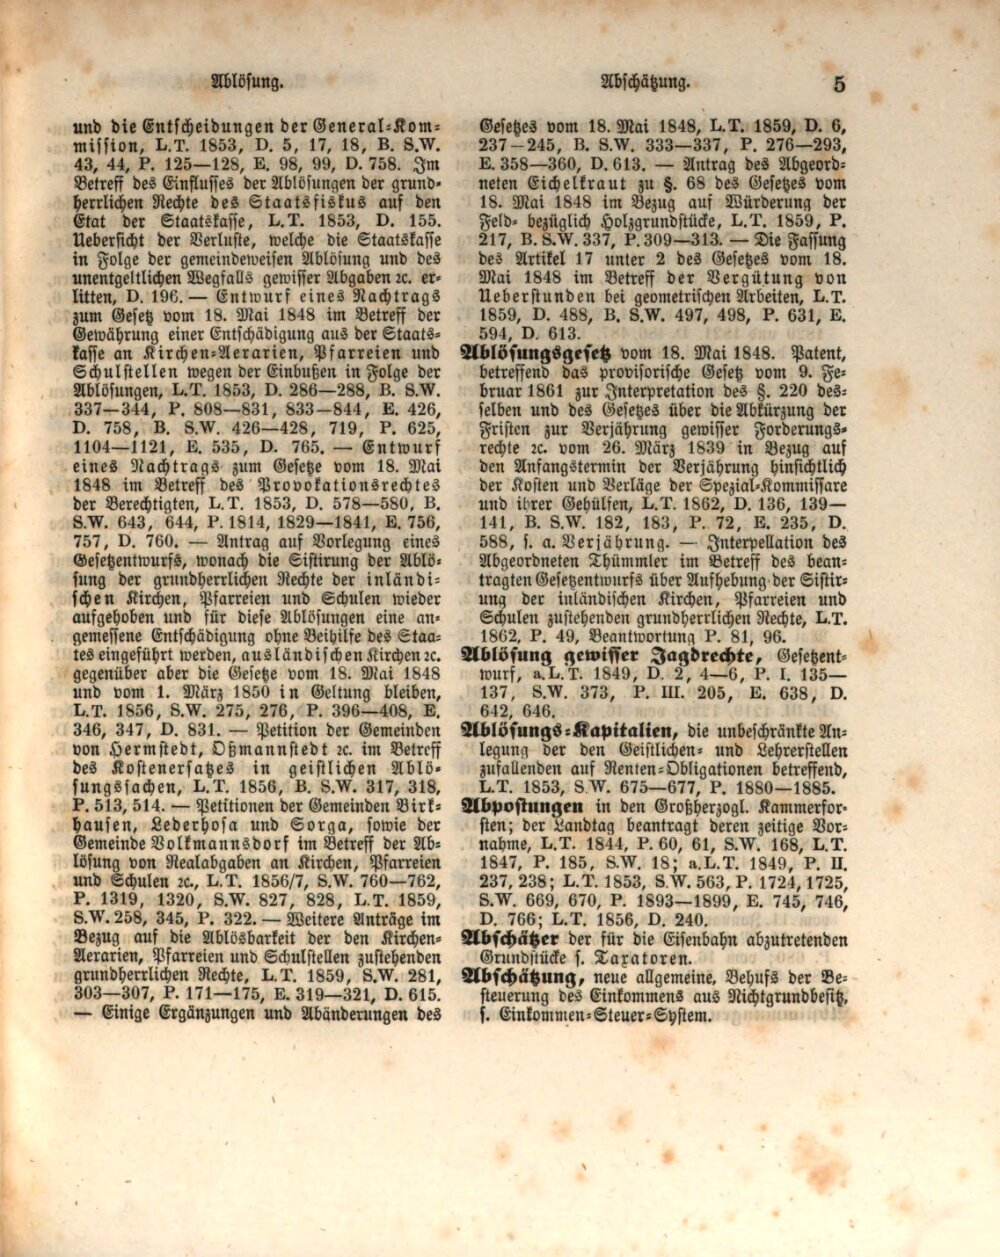 Ablösung.
Abschätzung.
5
und die Entscheidungen der General-Kom-
mission, L.T. 1853, D. 5, 17, 18, B. S.W.
43, 44, P. 125—128, E. 98, 99, D. 758. Im
Betreff des Einflusses der Ablösungen der grund-
herrlichen Rechte des Staatsfiskus auf den
Etat der Staatskasse, L.T. 1853, D. 155.
Uebersicht der Verluste, welche die Staatskasse
in Folge der gemeindeweisen Ablösung und des
unentgeltlichen Wegfalls gewisser Abgaben ꝛc. er-
litten, D. 196. — Entwurf eines Nachtrags
zum Gesetz vom 18. Mai 1848 im Betreff der
Gewährung einer Entschädigung aus der Staats-
kasse an Kirchen-Aerarien, Pfarreien und
Schulstellen wegen der Einbußen in Folge der
Ablösungen, L.T. 1853, D. 286—288, B. S.W.
337—344, P. 808—831, 833—844, E. 426,
D. 758, B. S.W. 426—428, 719, P. 625,
1104—1121, E. 535, D. 765. — Entwurf
eines Nachtrags zum Gesetze vom 18. Mai
1848 im Betreff des Provokationsrechtes
der Berechtigten, L.T. 1853, D. 578—580, B.
S.W. 643, 644, P. 1814, 1829—1841, E. 756,
757, D. 760. — Antrag auf Vorlegung eines
Gesetzentwurfs, wonach die Sistirung der Ablö-
sung der grundherrlichen Rechte der inländi-
schen Kirchen, Pfarreien und Schulen wieder
aufgehoben und für diese Ablösungen eine an-
gemessene Entschädigung ohne Beihilfe des Staa-
tes eingeführt werden, ausländischen Kirchen ꝛc.
gegenüber aber die Gesetze vom 18. Mai 1848
und vom 1. März 1850 in Geltung bleiben,
L.T. 1856, S.W. 275, 276, P. 396—408, E.
346, 347, D. 831. — Petition der Gemeinden
von Hermstedt, Oßmannstedt ꝛc. im Betreff
des Kostenersatzes in geistlichen Ablö-
sungssachen, L.T. 1856, B. S.W. 317, 318,
P. 513, 514. — Petitionen der Gemeinden Birk-
hausen, Lederhosa und Sorga, sowie der
Gemeinde Volkmannsdorf im Betreff der Ab-
lösung von Realabgaben an Kirchen, Pfarreien
und Schulen ꝛc., L.T. 1856/7, S.W. 760—762,
P. 1319, 1320, S.W. 827, 828, L.T. 1859,
S.W. 258, 345, P. 322. — Weitere Anträge im
Bezug auf die Ablösbarkeit der den Kirchen-
Aerarien, Pfarreien und Schulstellen zustehenden
grundherrlichen Rechte, L.T. 1859, S.W. 281,
303—307, P. 171—175, E. 319—321, D. 615.
— Einige Ergänzungen und Abänderungen des
Gesetzes vom 18. Mai 1848, L.T. 1859, D. 6,
237—245, B. S.W. 333—337, P. 276—293,
E. 358—360, D. 613. — Antrag des Abgeord-
neten Eichelkraut zu §. 68 des Gesetzes vom
18. Mai 1848 im Bezug auf Würderung der
Feld- bezüglich Holzgrundstücke, L.T. 1859, P.
217, B. S.W. 337, P. 309—313. — Die Fassung
des Artikel 17 unter 2 des Gesetzes vom 18.
Mai 1848 im Betreff der Vergütung von
Ueberstunden bei geometrischen Arbeiten, L.T.
1859, D. 488, B. S.W. 497, 498, P. 631, E.
594, D. 613.
Ablösungsgesetz vom 18. Mai 1848. Patent,
betreffend das provisorische Gesetz vom 9. Fe-
bruar 1861 zur Interpretation des §. 220 des-
selben und des Gesetzes über die Abkürzung der
Fristen zur Verjährung gewisser Forderungs-
rechte ꝛc. vom 26. März 1839 in Bezug auf
den Anfangstermin der Verjährung hinsichtlich
der Kosten und Verläge der Spezial-Kommissare
und ihrer Gehülfen, L.T. 1862, D. 136, 139—
141, B. S.W. 182, 183, P. 72, E. 235, D.
588, s. a. Verjährung. — Interpellation des
Abgeordneten Thümmler im Betreff des bean-
tragten Gesetzentwurfs über Aufhebung der Sistir-
ung der inländischen Kirchen, Pfarreien und
Schulen zustehenden grundherrlichen Rechte, L.T.
1862, P. 49, Beantwortung P. 81, 96.
Ablösung gewisser Jagdrechte, Gesetzent-
wurf, a.L.T. 1849, D. 2, 4—6, P. I. 135—
137, S.W. 373, P. III. 205, E. 638, D.
642, 646.
Ablösungs-Kapitalien, die unbeschränkte An-
legung der den Geistlichen- und Lehrerstellen
zufallenden auf Renten-Obligationen betreffend,
L.T. 1853, S.W. 675—677, P. 1880—1885.
Abpostungen in den Großherzogl. Kammerfor-
sten; der Landtag beantragt deren zeitige Vor-
nahme, L.T. 1844, P. 60, 61, S.W. 168, L.T.
1847, P. 185, S.W. 18; a.L.T. 1849, P. II.
237, 238; L.T. 1853, S.W. 563, P. 1724, 1725,
S.W. 669, 670, P. 1893—1899, E. 745, 746,
D. 766; L.T. 1856, D. 240.
Abschätzer der für die Eisenbahn abzutretenden
Grundstücke s. Taxatoren.
Abschätzung, neue allgemeine, Behufs der Be-
steuerung des Einkommens aus Nichtgrundbesitz,
s. Einkommen-Steuer-System.